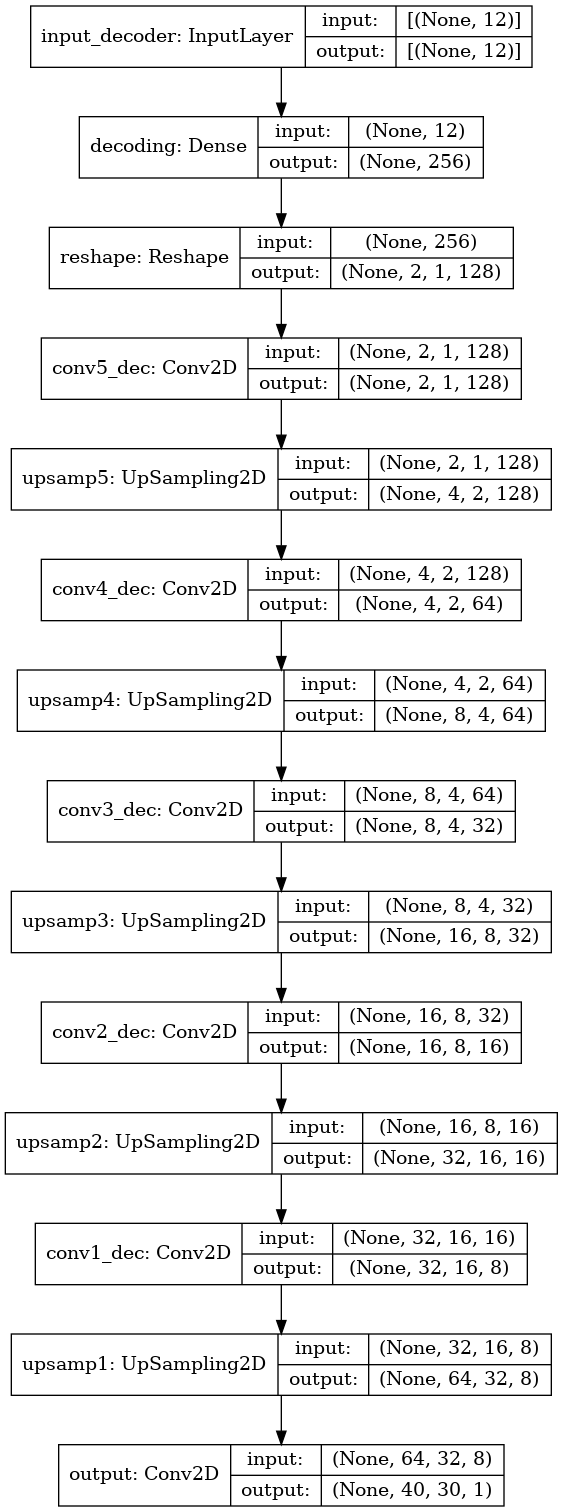 input_decoder: InputLayer
input: [(None, 12)]
output: [(None, 12)]
decoding: Dense
input: (None, 12)
output: (None, 256)
reshape: Reshape
input: (None, 256)
output: (None, 2, 1, 128)
conv5_dec: Conv2D
input: (None, 2, 1, 128)
output: (None, 2, 1, 128)
upsamp5: UpSampling2D
input: (None, 2, 1, 128)
output: (None, 4, 2, 128)
conv4_dec: Conv2D
input: (None, 4, 2, 128)
output: (None, 4, 2, 64)
upsamp4: UpSampling2D
input: (None, 4, 2, 64)
output: (None, 8, 4, 64)
conv3_dec: Conv2D
input: (None, 8, 4, 64)
output: (None, 8, 4, 32)
upsamp3: UpSampling2D
input: (None, 8, 4, 32)
output: (None, 16, 8, 32)
conv2_dec: Conv2D
input: (None, 16, 8, 32)
output: (None, 16, 8, 16)
upsamp2: UpSampling2D
input: (None, 16, 8, 16)
output: (None, 32, 16, 16)
conv1_dec: Conv2D
input: (None, 32, 16, 16)
output: (None, 32, 16, 8)
upsamp1: UpSampling2D
input: (None, 32, 16, 8)
output: (None, 64, 32, 8)
output: Conv2D
input: (None, 64, 32, 8)
output: (None, 40, 30, 1)